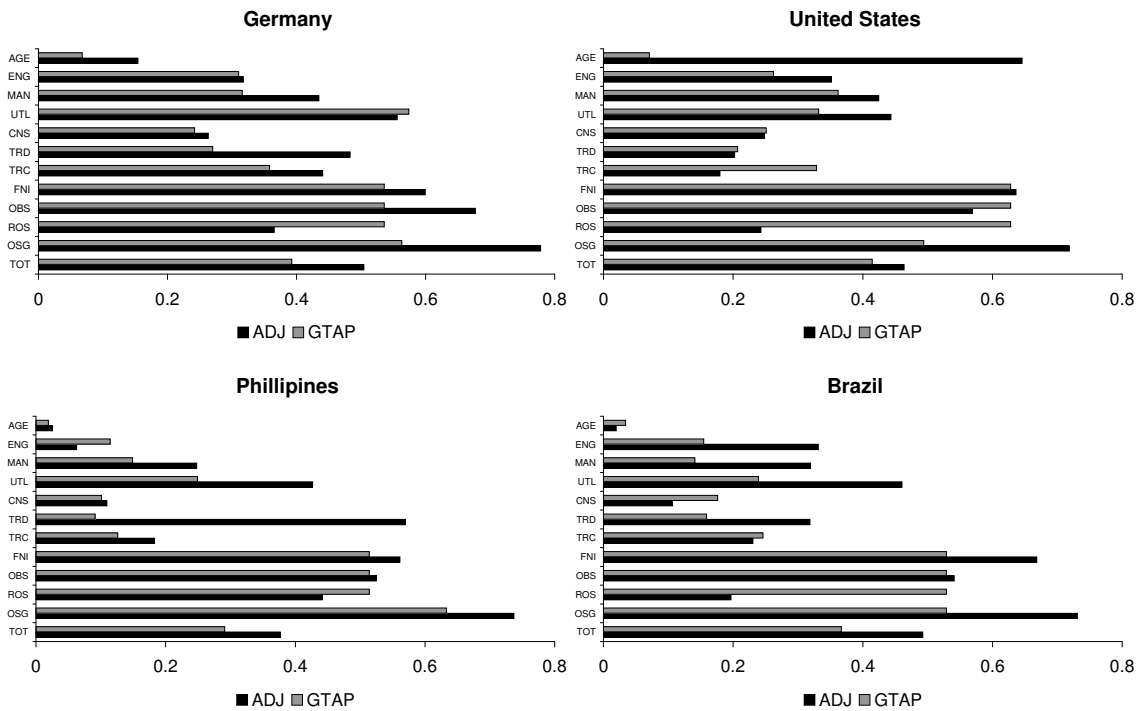 Germany
AGE
ENG
MAN
UTL
CNS
TRD
TRC
FNI
OBS
ROS
OSG
TOT
0 0.2 0.4 0.6 0.8
ADJ GTAP
United States
AGE
ENG
MAN
UTL
CNS
TRD
TRC
FNI
OBS
ROS
OSG
TOT
0 0.2 0.4 0.6 0.8
ADJ GTAP
Phillipines
AGE
ENG
MAN
UTL
CNS
TRD
TRC
FNI
OBS
ROS
OSG
TOT
0 0.2 0.4 0.6 0.8
ADJ GTAP
Brazil
AGE
ENG
MAN
UTL
CNS
TRD
TRC
FNI
OBS
ROS
OSG
TOT
0 0.2 0.4 0.6 0.8
ADJ GTAP